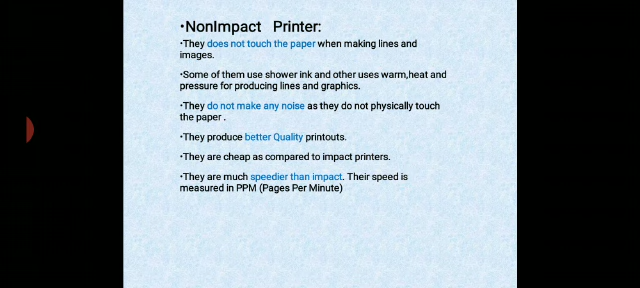 •NonImpact Printer:
•They does not touch the paper when making lines and
images.
•Some of them use shower ink and other uses warm,heat and
pressure for producing lines and graphics.
•They do not make any noise as they do not physically touch
the paper .
•They produce better Quality printouts.
•They are cheap as compared to impact printers.
•They are much speedier than impact. Their speed is
measured in PPM (Pages Per Minute)